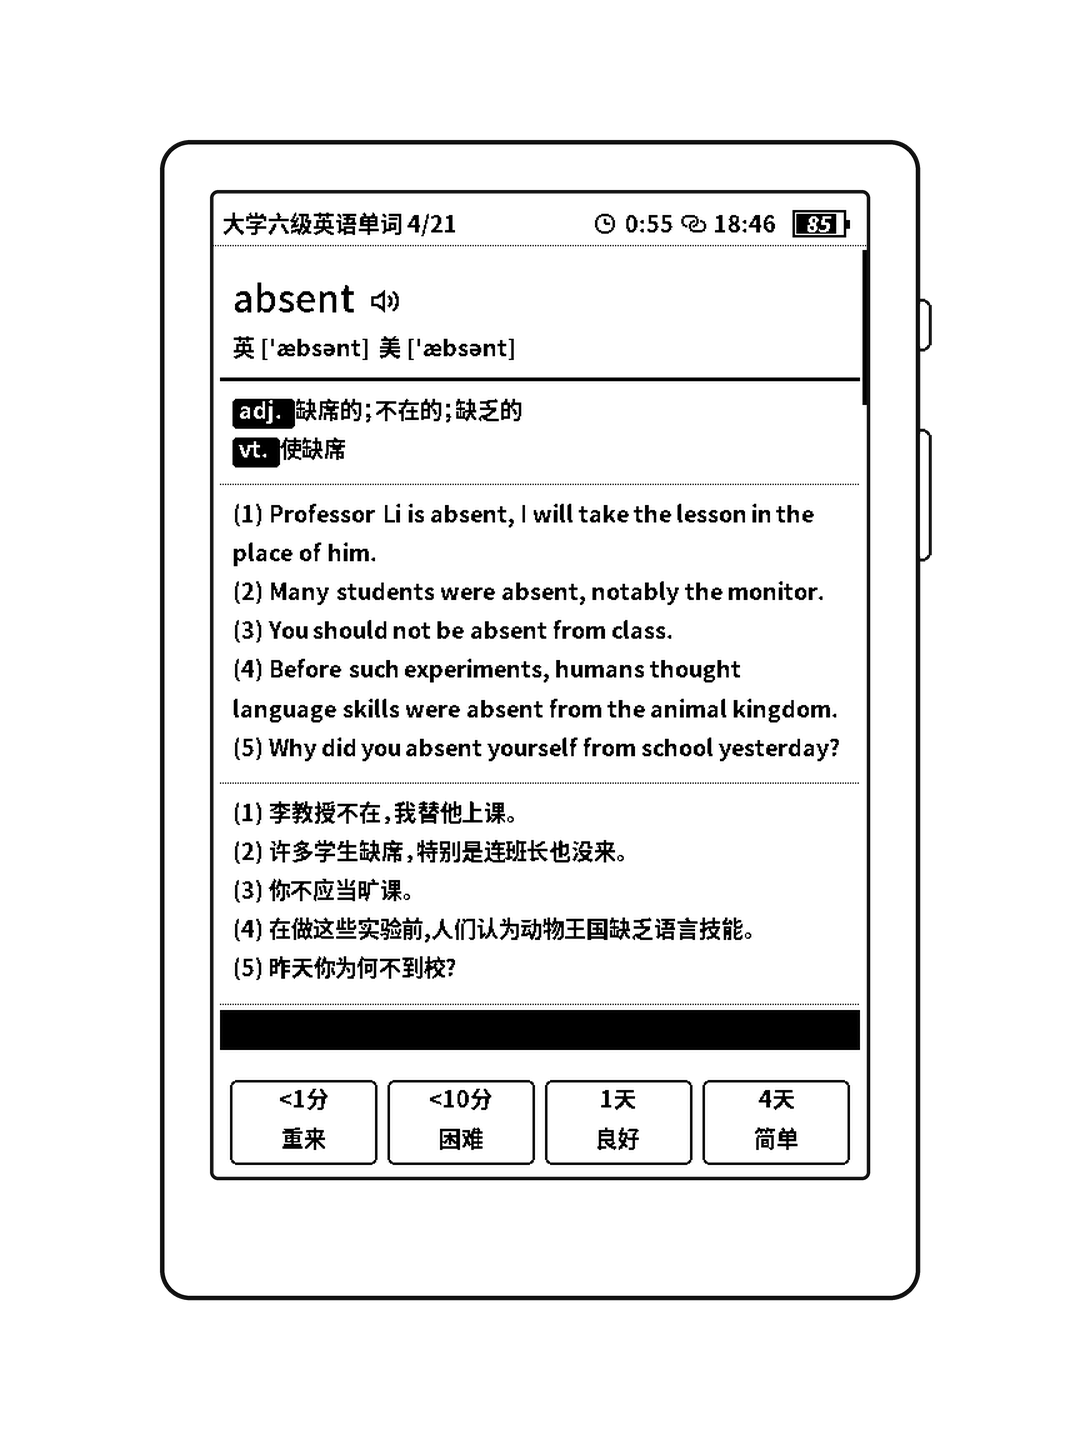 大学六级英语单词 4/21 0:55 18:46 85
absent
英 ['æbsənt] 美 ['æbsənt]
adj. 缺席的;不在的;缺乏的
vt. 使缺席
(1) Professor Li is absent, I will take the lesson in the
place of him.
(2) Many students were absent, notably the monitor.
(3) You should not be absent from class.
(4) Before such experiments, humans thought
language skills were absent from the animal kingdom.
(5) Why did you absent yourself from school yesterday?
(1) 李教授不在,我替他上课。
(2) 许多学生缺席,特别是连班长也没来。
(3) 你不应当旷课。
(4) 在做这些实验前,人们认为动物王国缺乏语言技能。
(5) 昨天你为何不到校?
<1分 <10分 1天 4天
重来 困难 良好 简单